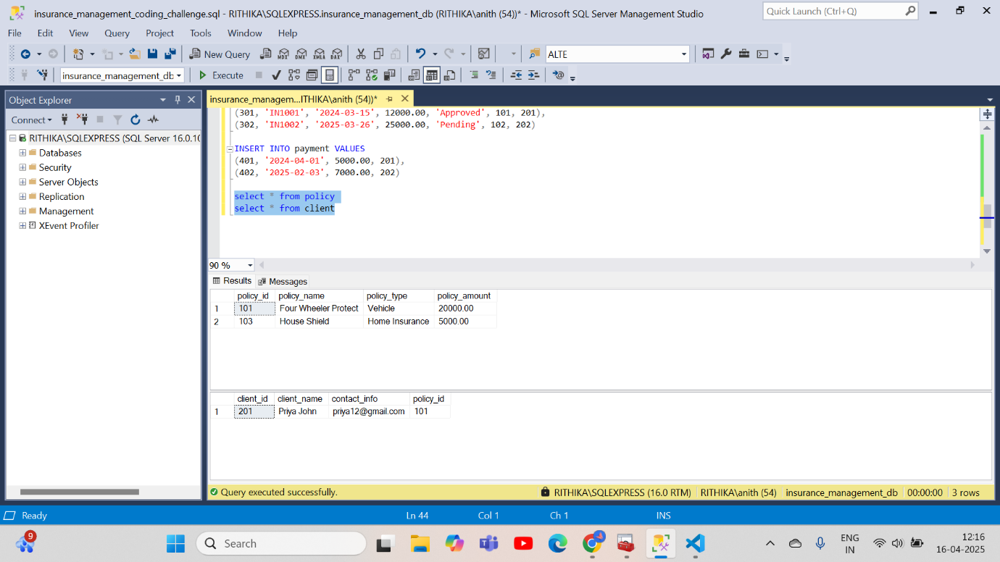 insurance_management_coding_challenge.sql - RITHIKA\SQLEXPRESS.insurance_management_db (RITHIKA\anith (54))* - Microsoft SQL Server Management Studio
Quick Launch (Ctrl+Q)
File Edit View Query Project Tools Window Help
New Query MDX DMX XMLA DAX ALTE
insurance_management_db Execute
Object Explorer
insurance_managem...ITHIKA\anith (54))*
Connect
RITHIKA\SQLEXPRESS (SQL Server 16.0.10
Databases
Security
Server Objects
Replication
Management
XEvent Profiler
(301, 'IN1001', '2024-03-15', 12000.00, 'Approved', 101, 201),
(302, 'IN1002', '2025-03-26', 25000.00, 'Pending', 102, 202)
INSERT INTO payment VALUES
(401, '2024-04-01', 5000.00, 201),
(402, '2025-02-03', 7000.00, 202)
select * from policy
select * from client
90 %
Results Messages
policy_id policy_name policy_type policy_amount
1 101 Four Wheeler Protect Vehicle 20000.00
2 103 House Shield Home Insurance 5000.00
client_id client_name contact_info policy_id
1 201 Priya John priya12@gmail.com 101
Query executed successfully. RITHIKA\SQLEXPRESS (16.0 RTM) RITHIKA\anith (54) insurance_management_db 00:00:00 3 rows
Ready Ln 44 Col 1 Ch 1 INS
9 Search ENG IN 12:16 16-04-2025